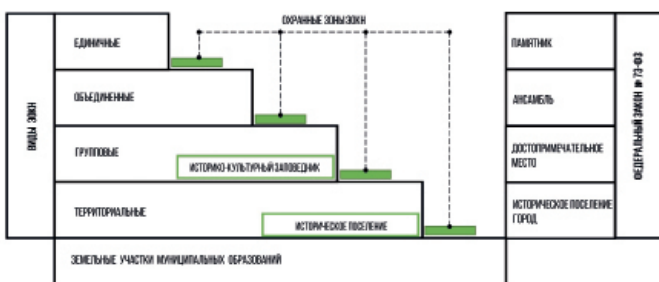 ОХРАННЫЕ ЗОНЫ ЗОКН
ВИДЫ ЗОКН
ЕДИНИЧНЫЕ
ОБЪЕДИНЕННЫЕ
ГРУППОВЫЕ
ИСТОРИКО-КУЛЬТУРНЫЙ ЗАПОВЕДНИК
ТЕРРИТОРИАЛЬНЫЕ
ИСТОРИЧЕСКОЕ ПОСЕЛЕНИЕ
ЗЕМЕЛЬНЫЕ УЧАСТКИ МУНИЦИПАЛЬНЫХ ОБРАЗОВАНИЙ
ПАМЯТНИК
АНСАМБЛЬ
ДОСТОПРИМЕЧАТЕЛЬНОЕ
МЕСТО
ИСТОРИЧЕСКОЕ ПОСЕЛЕНИЕ
ГОРОД
ФЕДЕРАЛЬНЫЙ ЗАКОН № 73-ФЗ